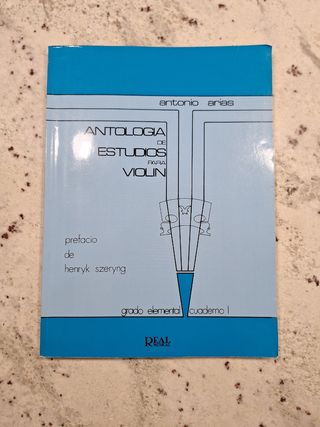 antonio arias
ANTOLOGIA
DE
ESTUDIOS
PARA
VIOLIN
prefacio
de
henryk szeryng
grado elemental cuaderno I
REAL